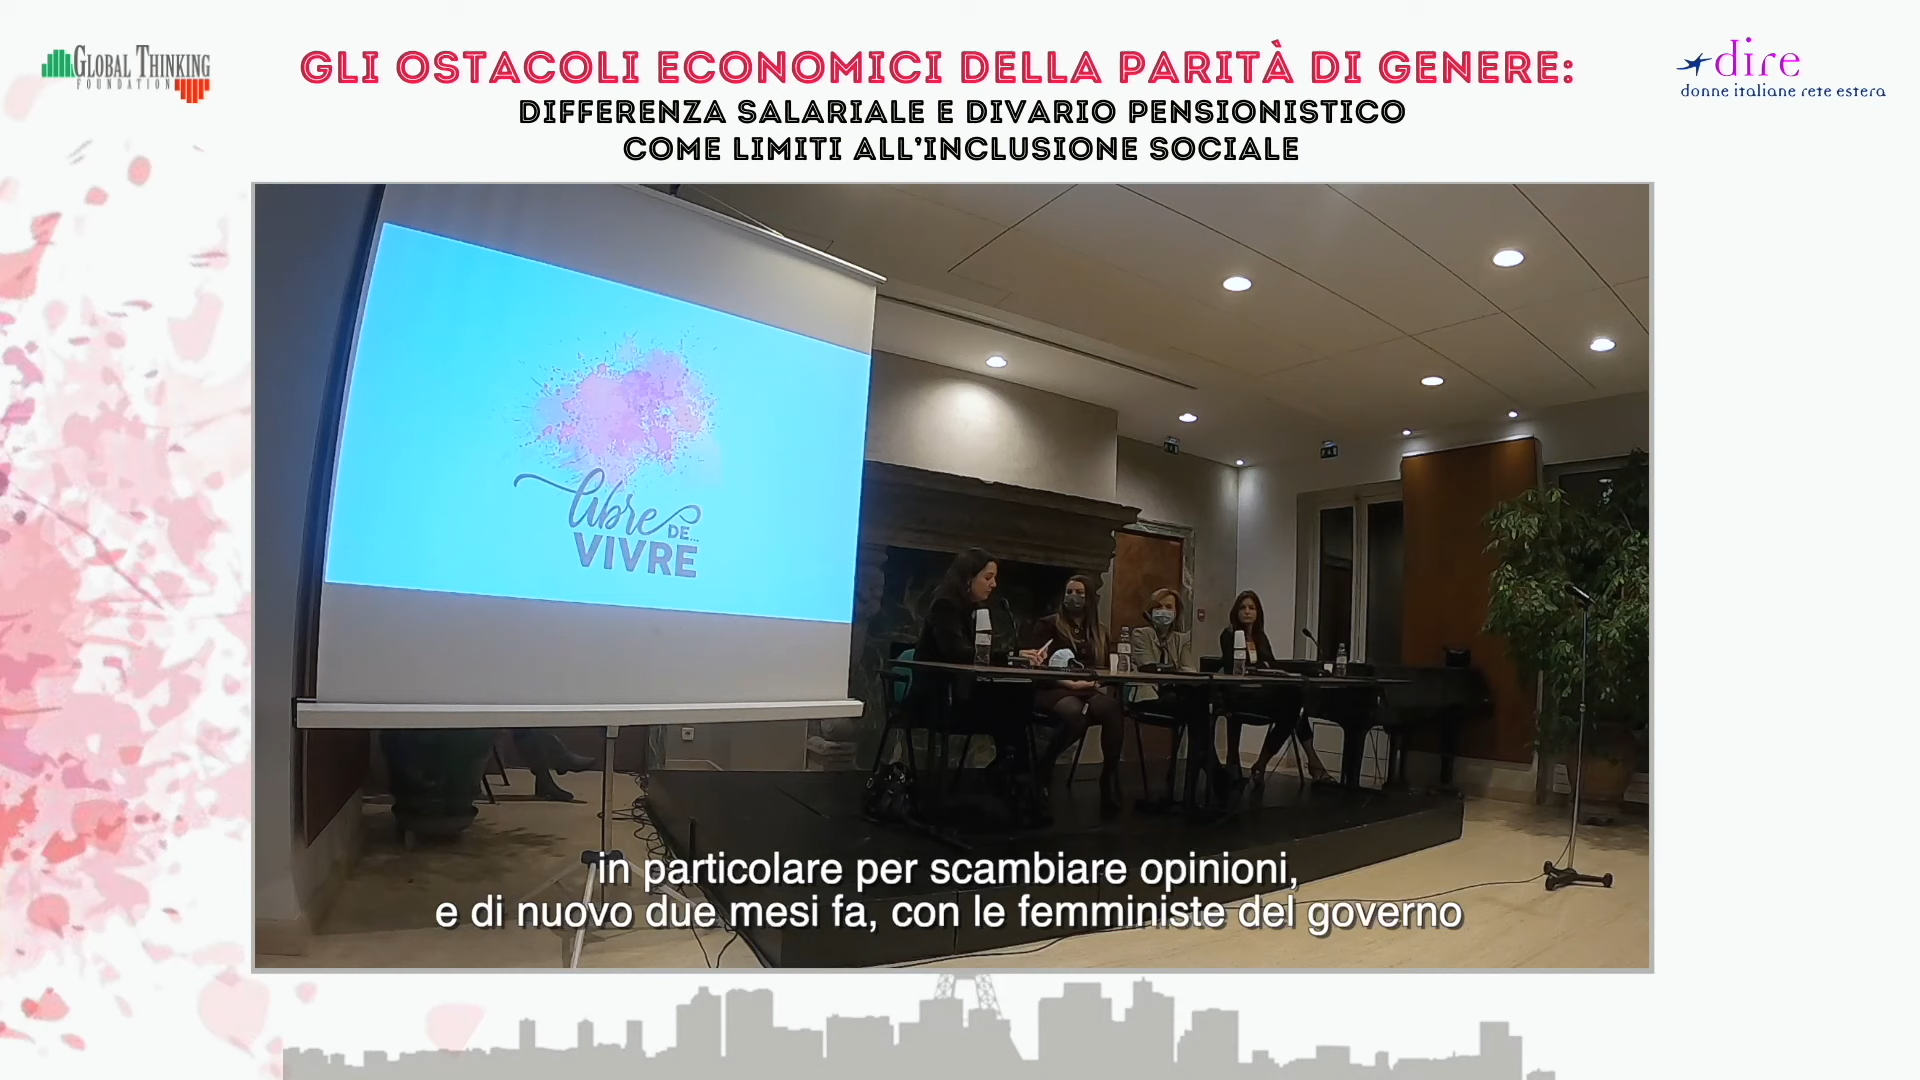 GLOBAL THINKING
FOUNDATION
GLI OSTACOLI ECONOMICI DELLA PARITÀ DI GENERE:
DIFFERENZA SALARIALE E DIVARIO PENSIONISTICO
COME LIMITI ALL'INCLUSIONE SOCIALE
dire
donne italiane rete estera
libre DE...
VIVRE
in particolare per scambiare opinioni,
e di nuovo due mesi fa, con le femministe del governo